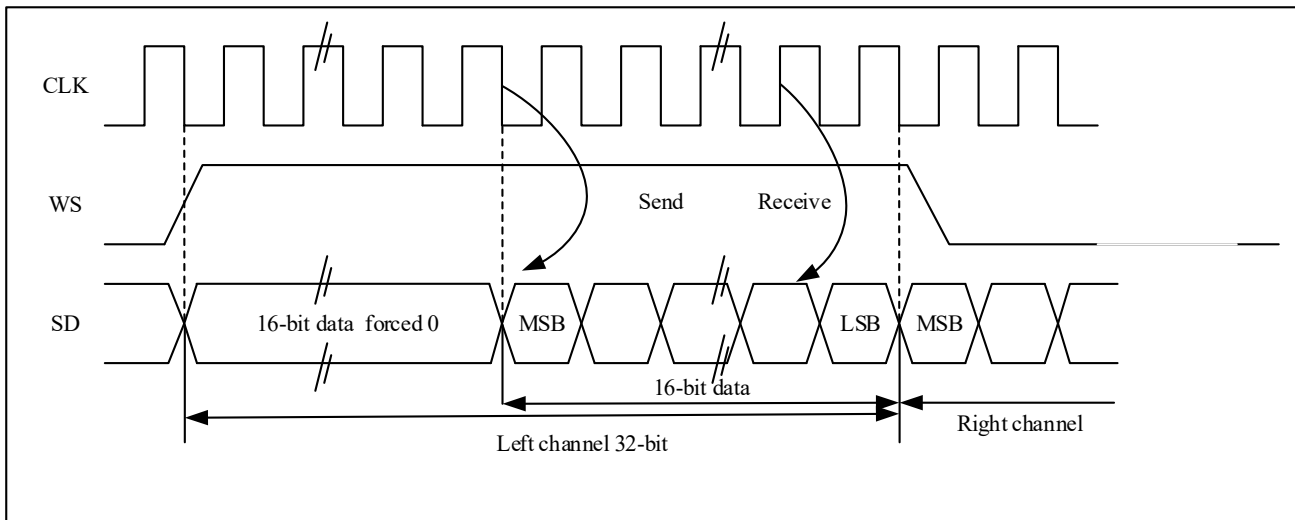 CLK
WS
Send
Receive
SD
16-bit data forced 0
MSB
LSB
MSB
16-bit data
Left channel 32-bit
Right channel